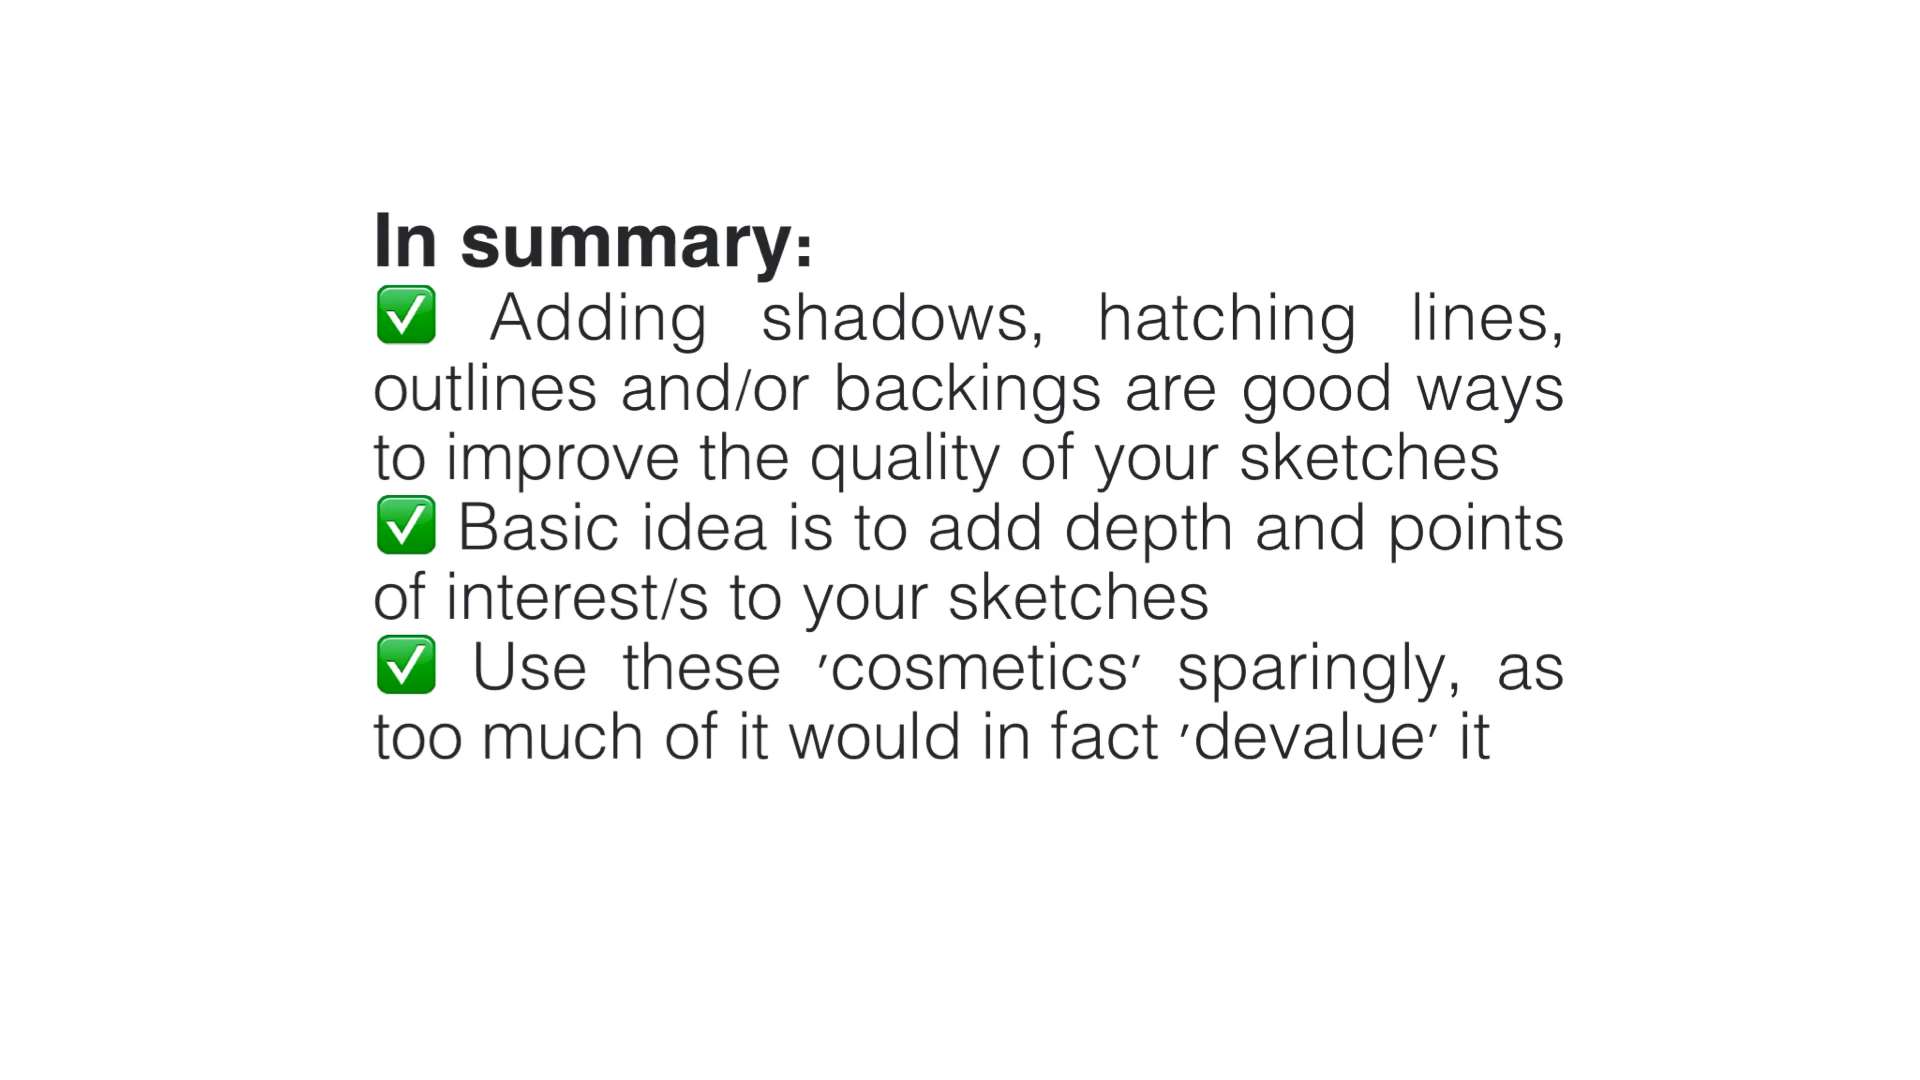 In summary:
✅ Adding shadows, hatching lines,
outlines and/or backings are good ways
to improve the quality of your sketches
✅ Basic idea is to add depth and points
of interest/s to your sketches
✅ Use these 'cosmetics' sparingly, as
too much of it would in fact 'devalue' it